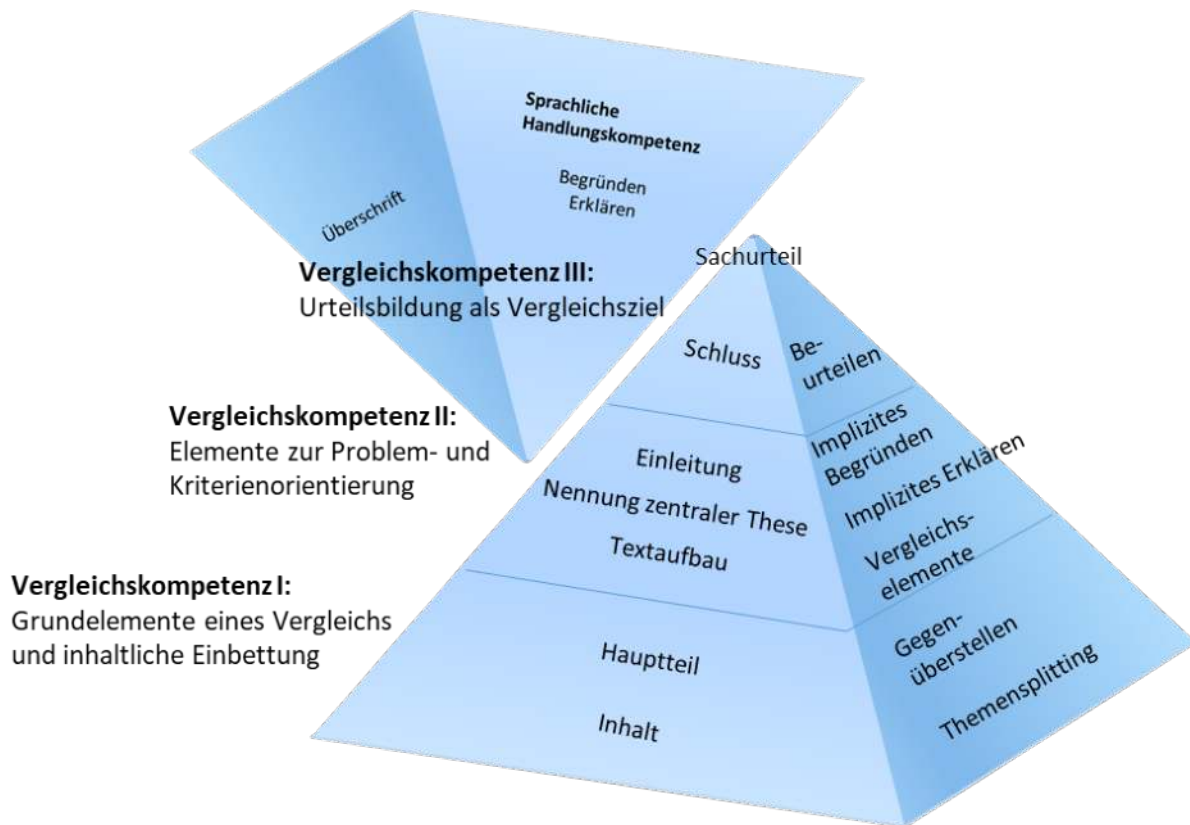 Sprachliche
Handlungskompetenz
Begründen
Erklären
Überschrift
Vergleichskompetenz III:
Urteilsbildung als Vergleichsziel
Sachurteil
Schluss
Be-
urteilen
Vergleichskompetenz II:
Elemente zur Problem- und
Kriterienorientierung
Einleitung
Nennung zentraler These
Textaufbau
Implizites
Begründen
Implizites Erklären
Vergleichs-
elemente
Vergleichskompetenz I:
Grundelemente eines Vergleichs
und inhaltliche Einbettung
Hauptteil
Inhalt
Gegen-
überstellen
Themensplitting